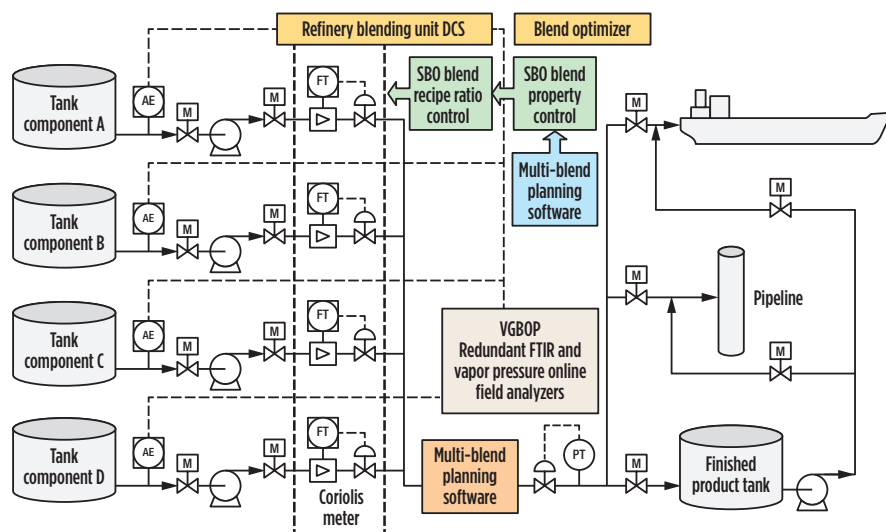 Refinery blending unit DCS
Blend optimizer
Tank
component A
AE
M
M
FT
SBO blend
recipe ratio
control
SBO blend
property
control
M
Multi-blend
planning
software
M
Tank
component B
AE
M
M
FT
M
Pipeline
Tank
component C
AE
M
M
FT
VGBOP
Redundant FTIR and
vapor pressure online
field analyzers
M
Tank
component D
AE
M
M
FT
Coriolis
meter
Multi-blend
planning
software
PT
M
Finished
product tank